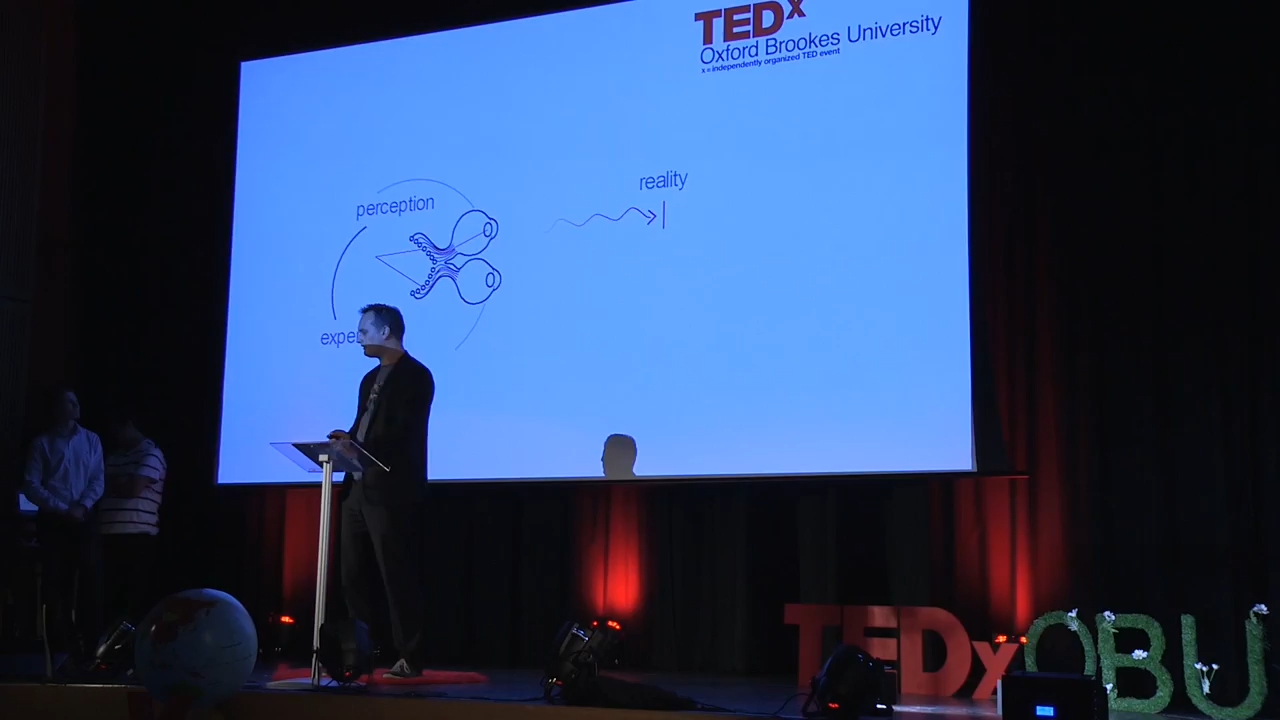 TEDx
Oxford Brookes University
x = independently organized TED event
reality
perception
TEDx OBU